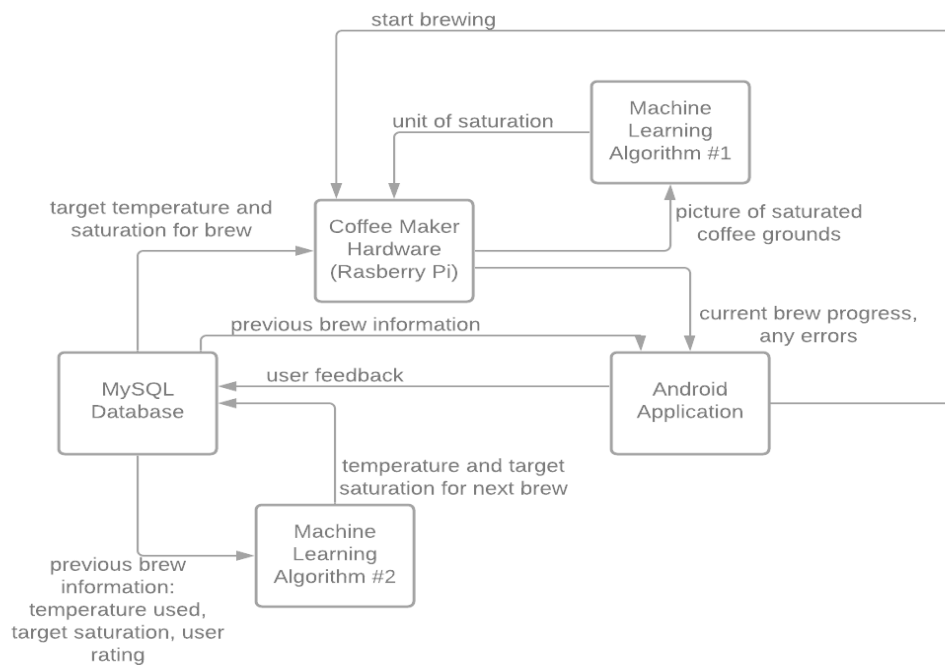 start brewing
Machine
Learning
Algorithm #1
unit of saturation
target temperature and
saturation for brew
Coffee Maker
Hardware
(Rasberry Pi)
picture of saturated
coffee grounds
current brew progress,
any errors
previous brew information
MySQL
Database
user feedback
Android
Application
temperature and target
saturation for next brew
Machine
Learning
Algorithm #2
previous brew
information:
temperature used,
target saturation, user
rating